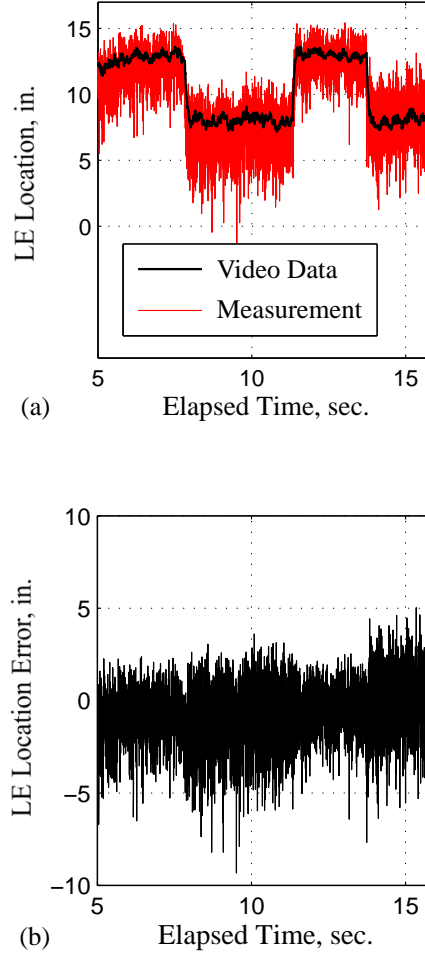 15
10
5
0
LE Location, in.
Video Data
Measurement
5 10 15
(a) Elapsed Time, sec.
10
5
0
−5
−10
LE Location Error, in.
5 10 15
(b) Elapsed Time, sec.